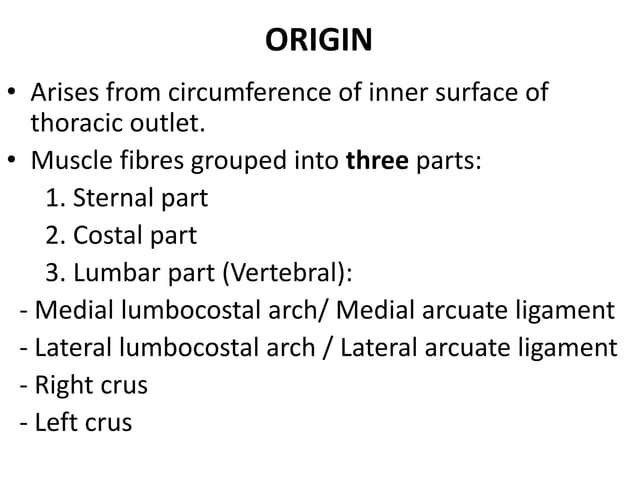 ORIGIN
• Arises from circumference of inner surface of
thoracic outlet.
• Muscle fibres grouped into three parts:
1. Sternal part
2. Costal part
3. Lumbar part (Vertebral):
- Medial lumbocostal arch/ Medial arcuate ligament
- Lateral lumbocostal arch / Lateral arcuate ligament
- Right crus
- Left crus